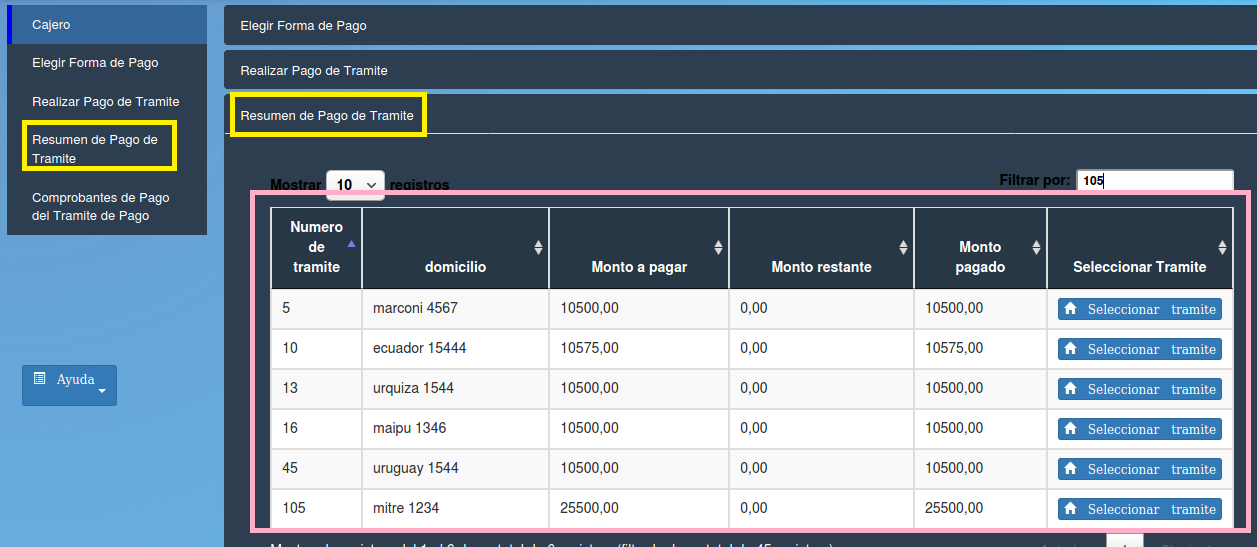 Cajero
Elegir Forma de Pago
Realizar Pago de Tramite
Resumen de Pago de
Tramite
Comprobantes de Pago
del Tramite de Pago
Ayuda
Elegir Forma de Pago
Realizar Pago de Tramite
Resumen de Pago de Tramite
Mostrar 10 registros
Filtrar por: 105
Numero de tramite domicilio Monto a pagar Monto restante Monto pagado Seleccionar Tramite
5 marconi 4567 10500,00 0,00 10500,00 Seleccionar tramite
10 ecuador 15444 10575,00 0,00 10575,00 Seleccionar tramite
13 urquiza 1544 10500,00 0,00 10500,00 Seleccionar tramite
16 maipu 1346 10500,00 0,00 10500,00 Seleccionar tramite
45 uruguay 1544 10500,00 0,00 10500,00 Seleccionar tramite
105 mitre 1234 25500,00 0,00 25500,00 Seleccionar tramite